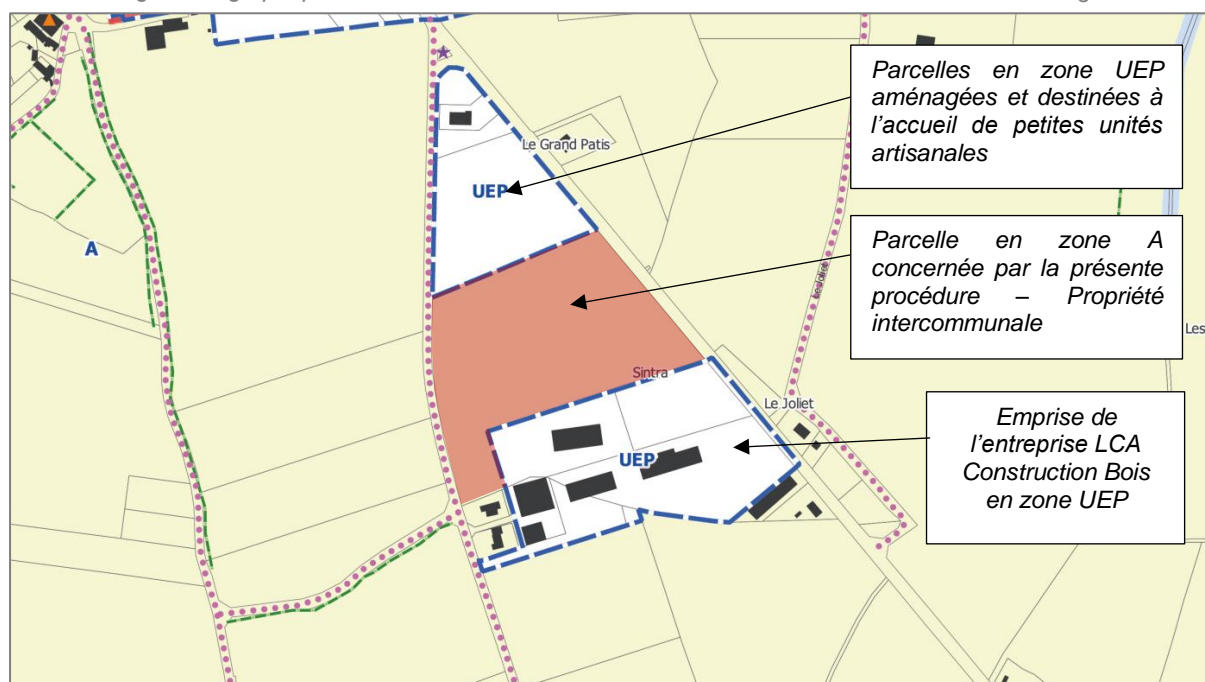 Parcelles en zone UEP
aménagées et destinées à
l'accueil de petites unités
artisanales
Le Grand Patis
UEP
A
Parcelle en zone A
concernée par la présente
procédure – Propriété
intercommunale
Les
Sintra
Le Joliet
UEP
Emprise de
l'entreprise LCA
Construction Bois
en zone UEP